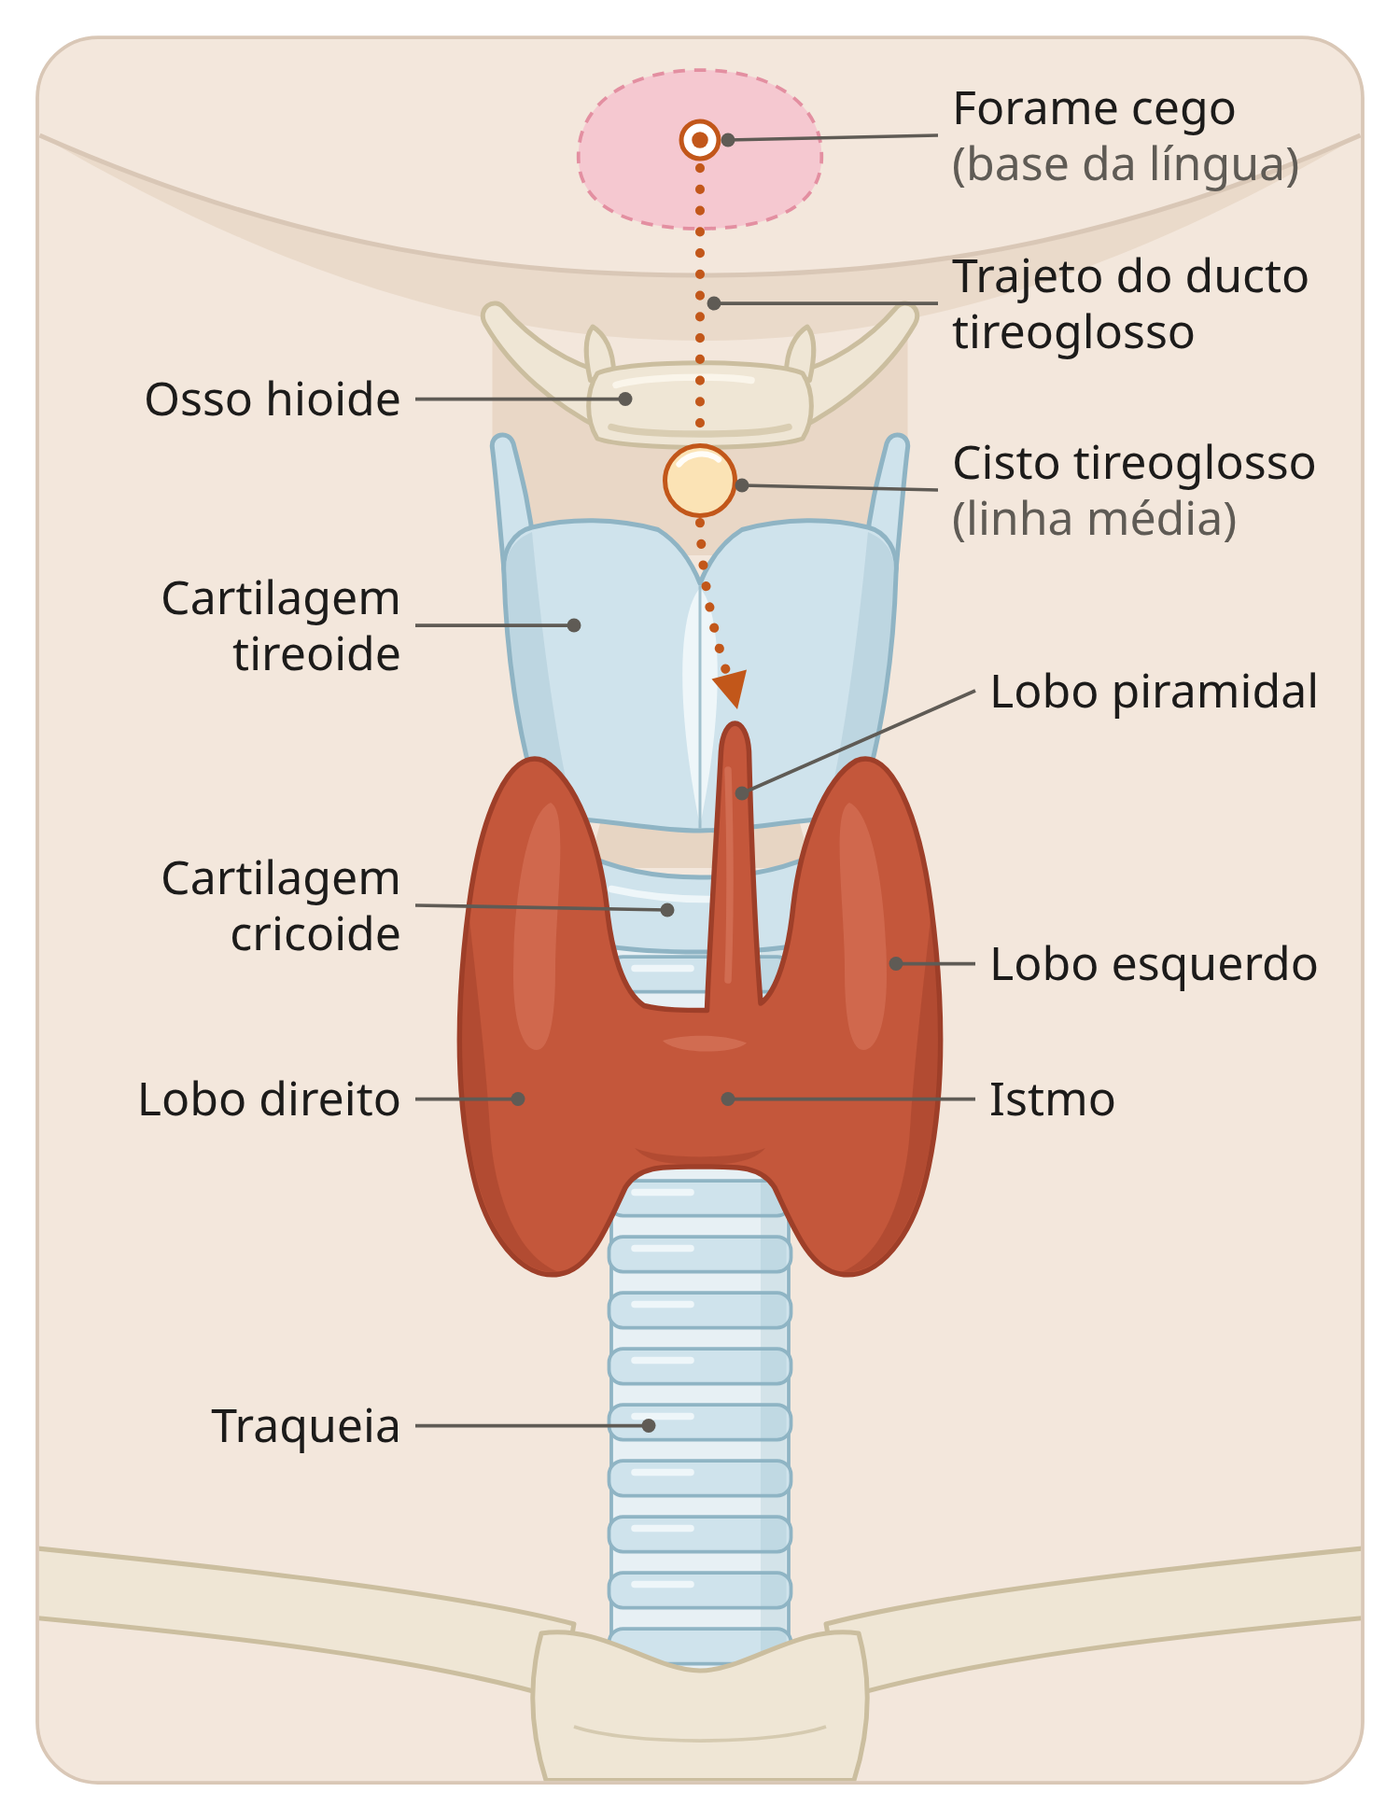 Forame cego
(base da língua)
Trajeto do ducto
tireoglosso
Osso hioide
Cisto tireoglosso
(linha média)
Cartilagem
tireoide
Lobo piramidal
Cartilagem
cricoide
Lobo esquerdo
Lobo direito
Istmo
Traqueia